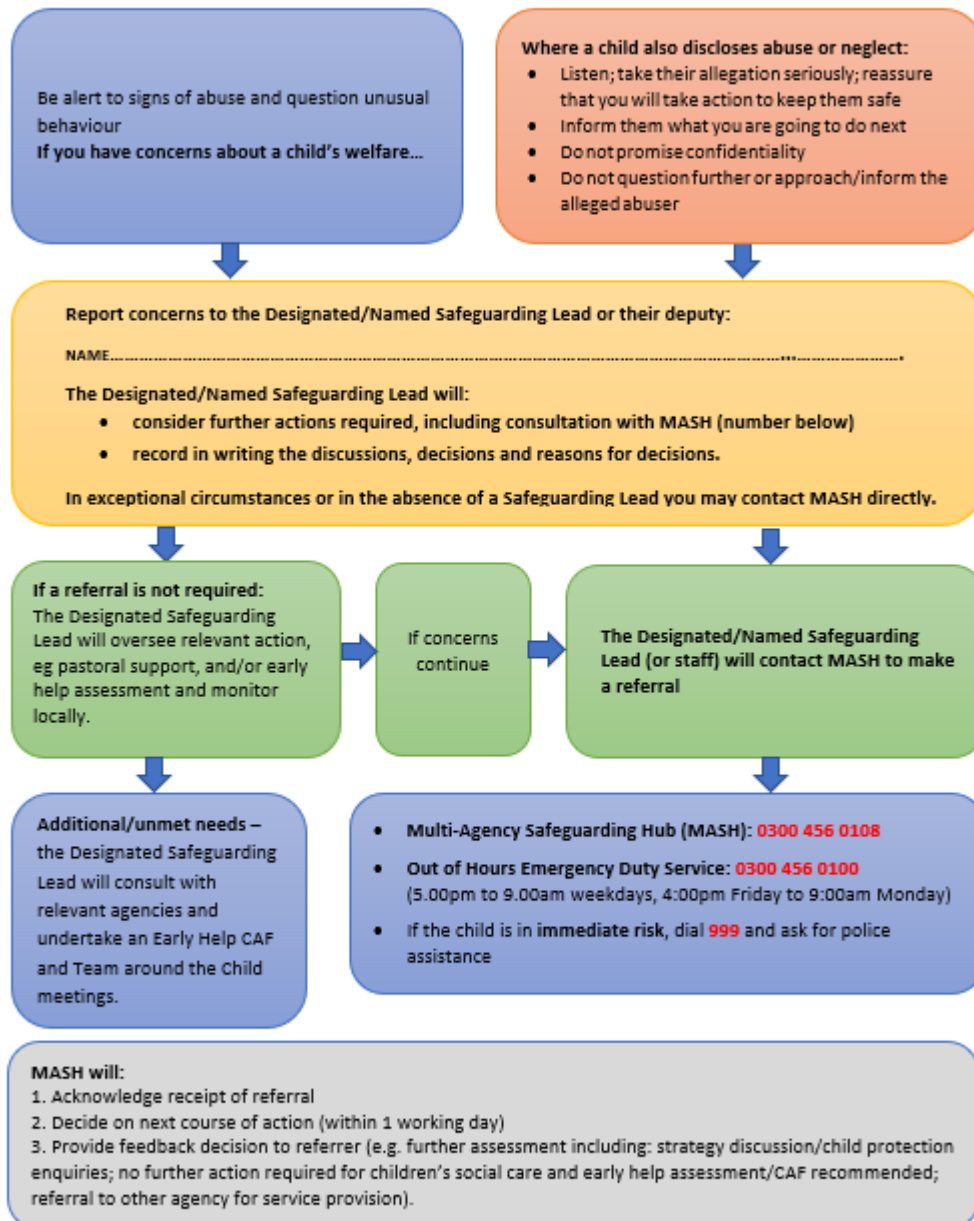 Be alert to signs of abuse and question unusual
behaviour
If you have concerns about a child's welfare…
Where a child also discloses abuse or neglect:
• Listen; take their allegation seriously; reassure
that you will take action to keep them safe
• Inform them what you are going to do next
• Do not promise confidentiality
• Do not question further or approach/inform the
alleged abuser
Report concerns to the Designated/Named Safeguarding Lead or their deputy:
NAME……………………………………………………………………………………………………………………...………………….
The Designated/Named Safeguarding Lead will:
• consider further actions required, including consultation with MASH (number below)
• record in writing the discussions, decisions and reasons for decisions.
In exceptional circumstances or in the absence of a Safeguarding Lead you may contact MASH directly.
If a referral is not required:
The Designated Safeguarding
Lead will oversee relevant action,
eg pastoral support, and/or early
help assessment and monitor
locally.
If concerns
continue
The Designated/Named Safeguarding
Lead (or staff) will contact MASH to make
a referral
Additional/unmet needs –
the Designated Safeguarding
Lead will consult with
relevant agencies and
undertake an Early Help CAF
and Team around the Child
meetings.
• Multi-Agency Safeguarding Hub (MASH): 0300 456 0108
• Out of Hours Emergency Duty Service: 0300 456 0100
(5.00pm to 9.00am weekdays, 4:00pm Friday to 9:00am Monday)
• If the child is in immediate risk, dial 999 and ask for police
assistance
MASH will:
1. Acknowledge receipt of referral
2. Decide on next course of action (within 1 working day)
3. Provide feedback decision to referrer (e.g. further assessment including: strategy discussion/child protection
enquiries; no further action required for children's social care and early help assessment/CAF recommended;
referral to other agency for service provision).